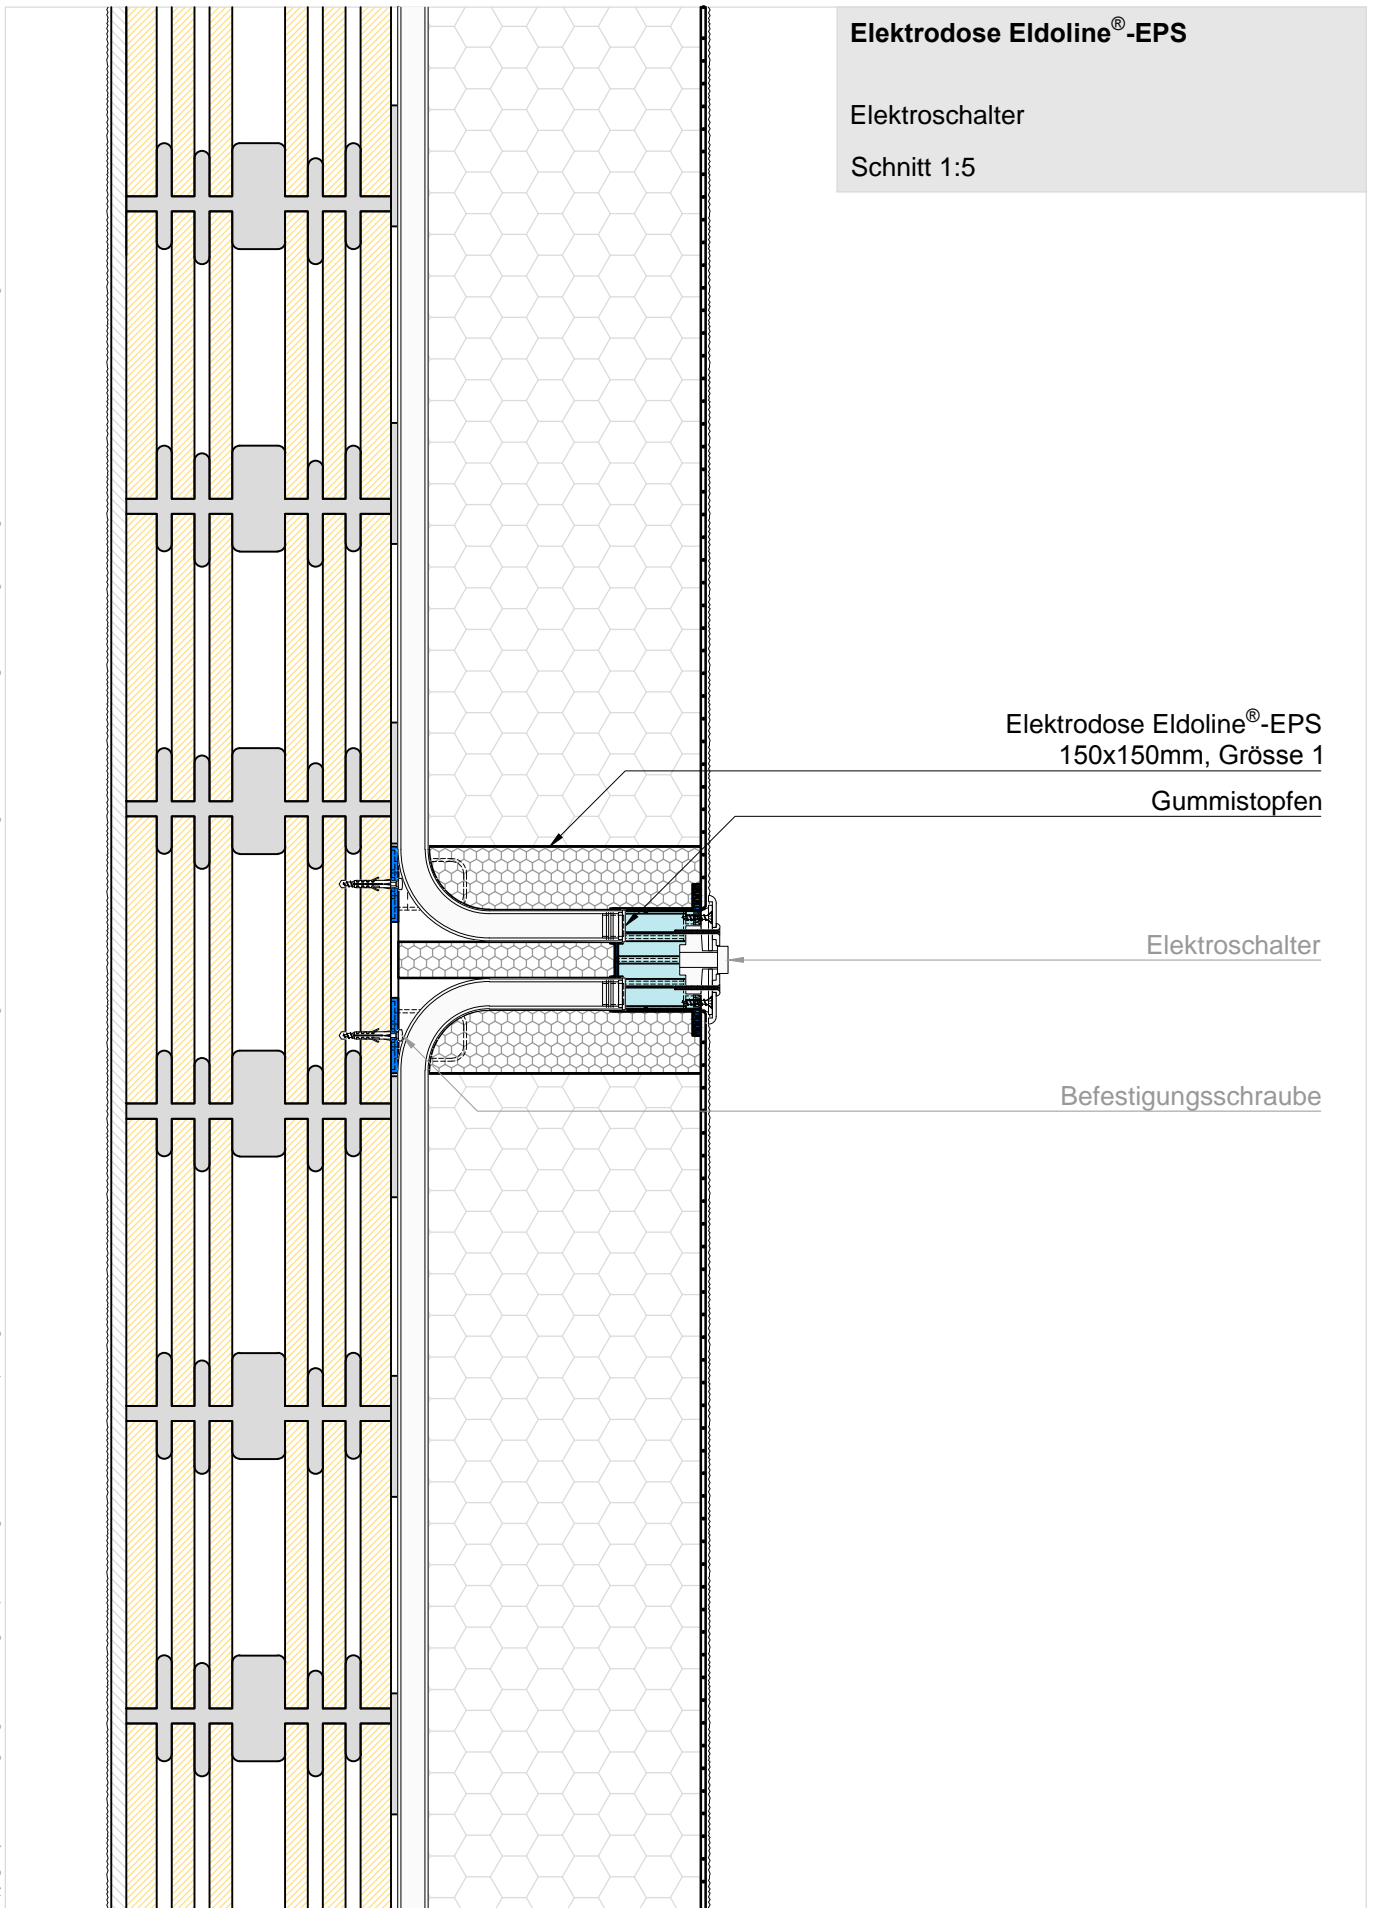 Elektrodose Eldoline®-EPS
Elektroschalter
Schnitt 1:5
Elektrodose Eldoline®-EPS
150x150mm, Grösse 1
Gummistopfen
Elektroschalter
Befestigungsschraube